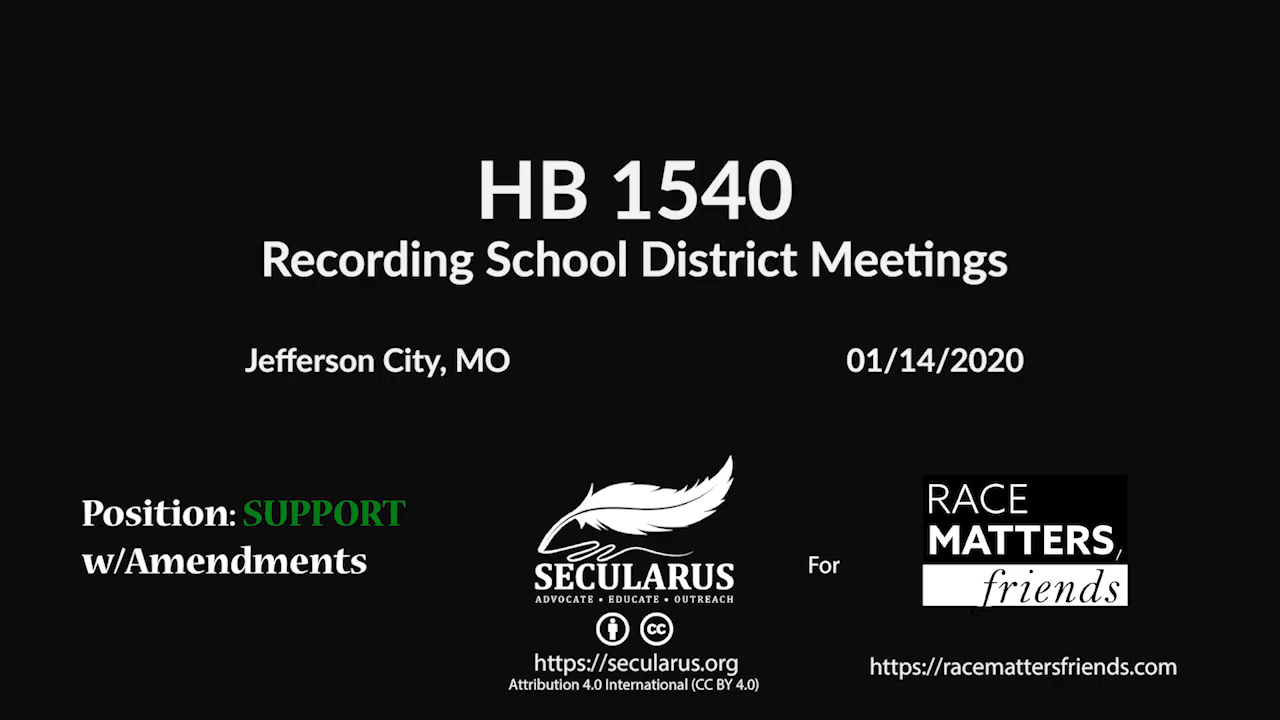 HB 1540
Recording School District Meetings
Jefferson City, MO
01/14/2020
Position: SUPPORT
w/Amendments
SECULARUS
ADVOCATE • EDUCATE • OUTREACH
cc
https://secularus.org
Attribution 4.0 International (CC BY 4.0)
For
RACE
MATTERS,
friends
https://racemattersfriends.com